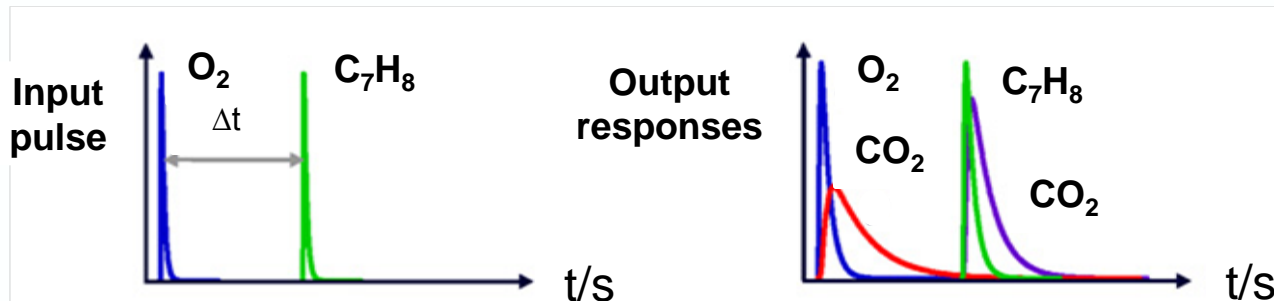 Input
pulse
O₂
C₇H₈
Δt
t/s
Output
responses
O₂
C₇H₈
CO₂
CO₂
t/s